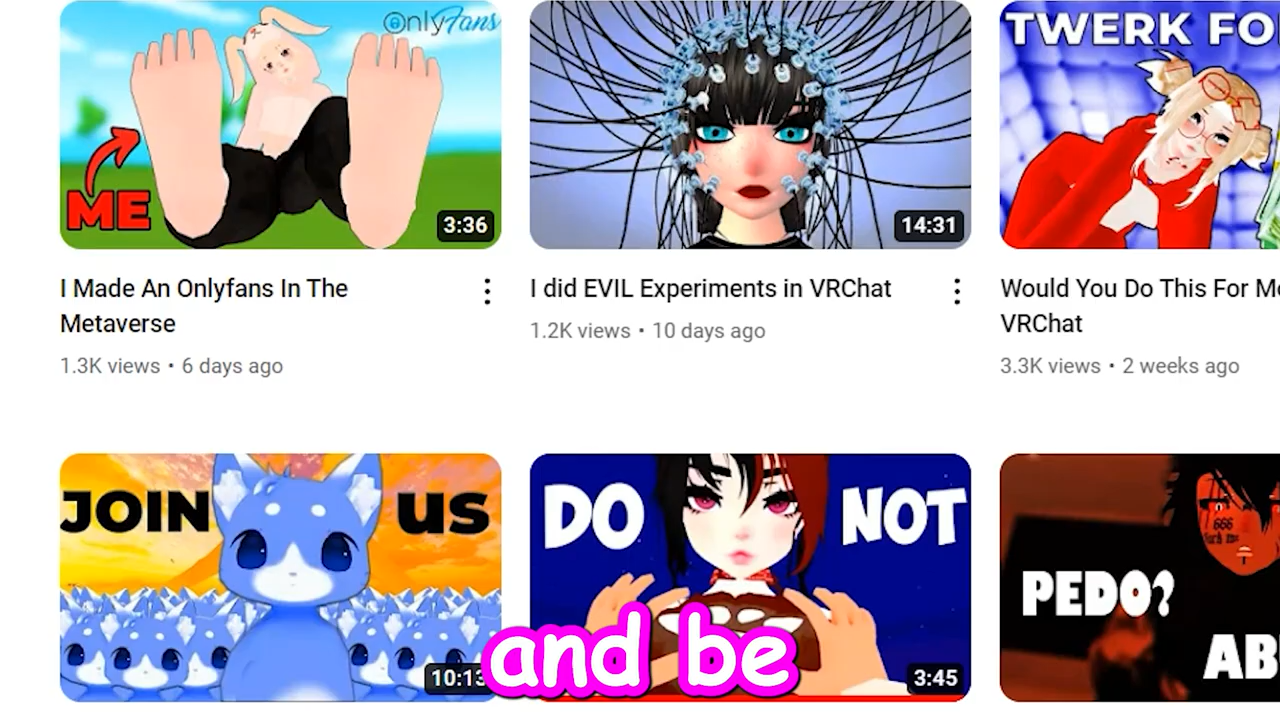 OnlyFans
ME
3:36
14:31
TWERK FO
I Made An Onlyfans In The
Metaverse
1.3K views • 6 days ago
I did EVIL Experiments in VRChat
1.2K views • 10 days ago
Would You Do This For Mo
VRChat
3.3K views • 2 weeks ago
JOIN US
10:13
DO NOT
3:45
PEDO?
AB
666
and be